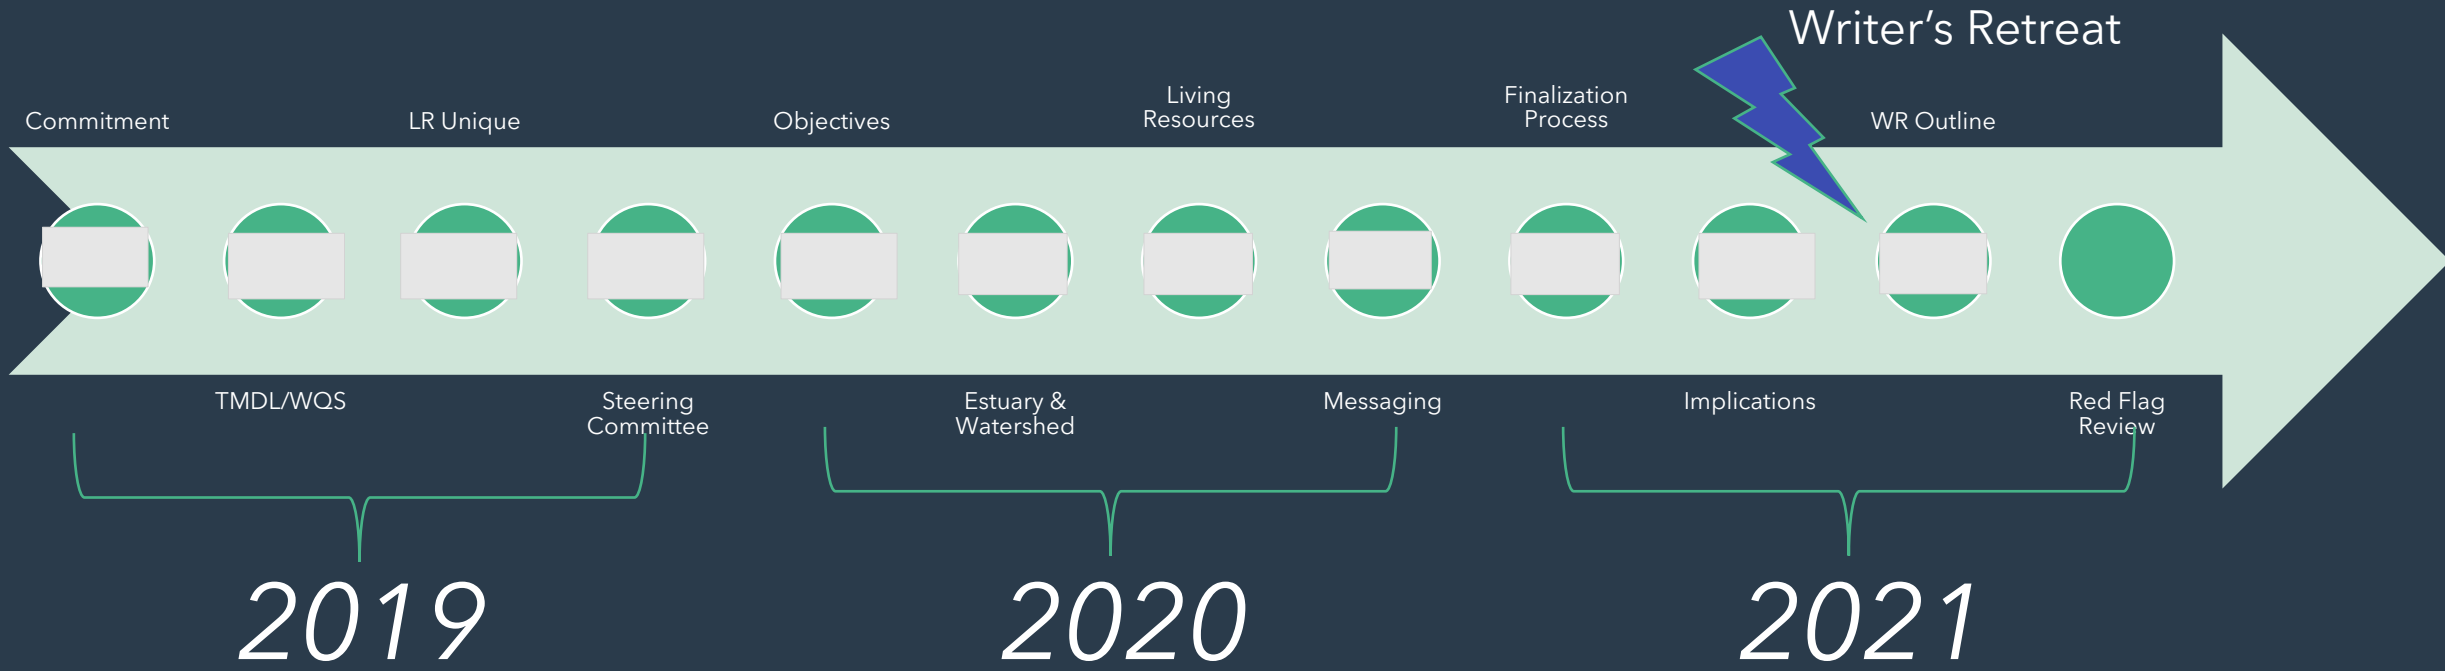 Writer's Retreat
Commitment
LR Unique
Objectives
Living
Resources
Finalization
Process
WR Outline
TMDL/WQS
Steering
Committee
Estuary &
Watershed
Messaging
Implications
Red Flag
Review
2019
2020
2021